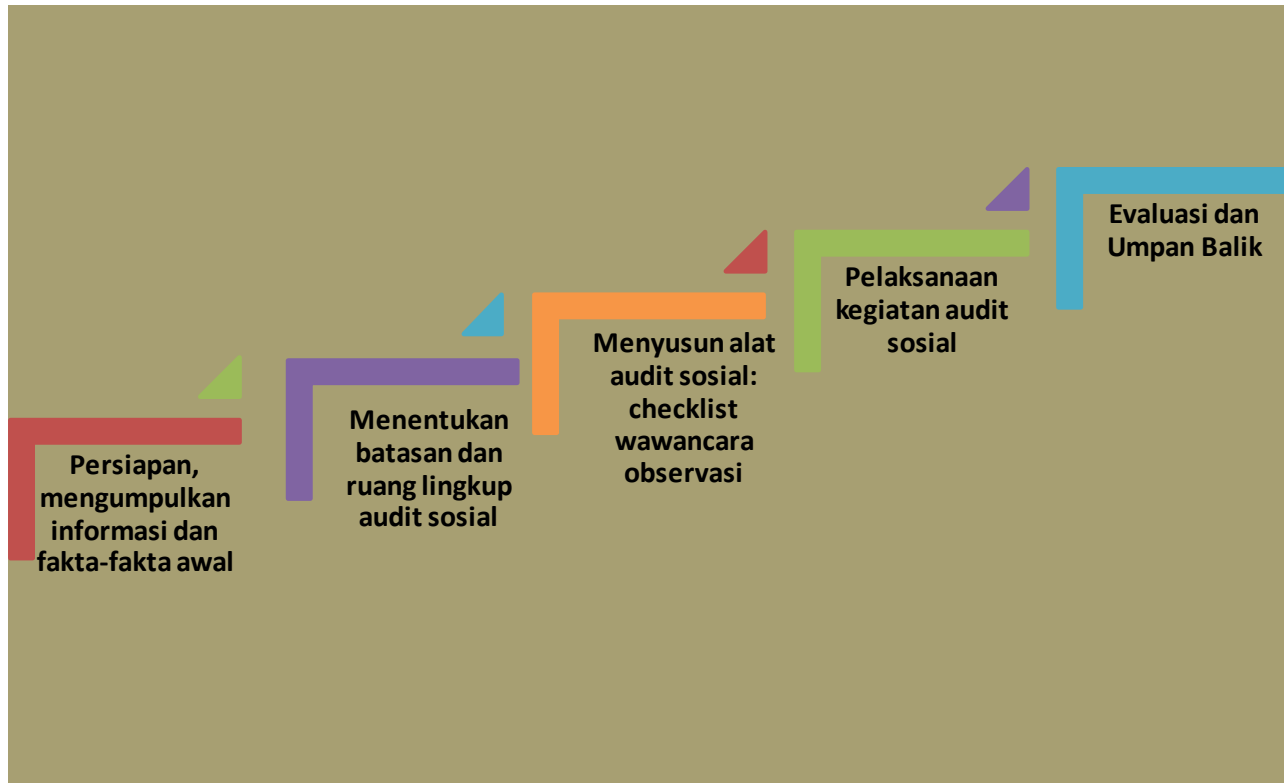 Persiapan,
mengumpulkan
informasi dan
fakta-fakta awal
Menentukan
batasan dan
ruang lingkup
audit sosial
Menyusun alat
audit sosial:
checklist
wawancara
observasi
Pelaksanaan
kegiatan audit
sosial
Evaluasi dan
Umpan Balik